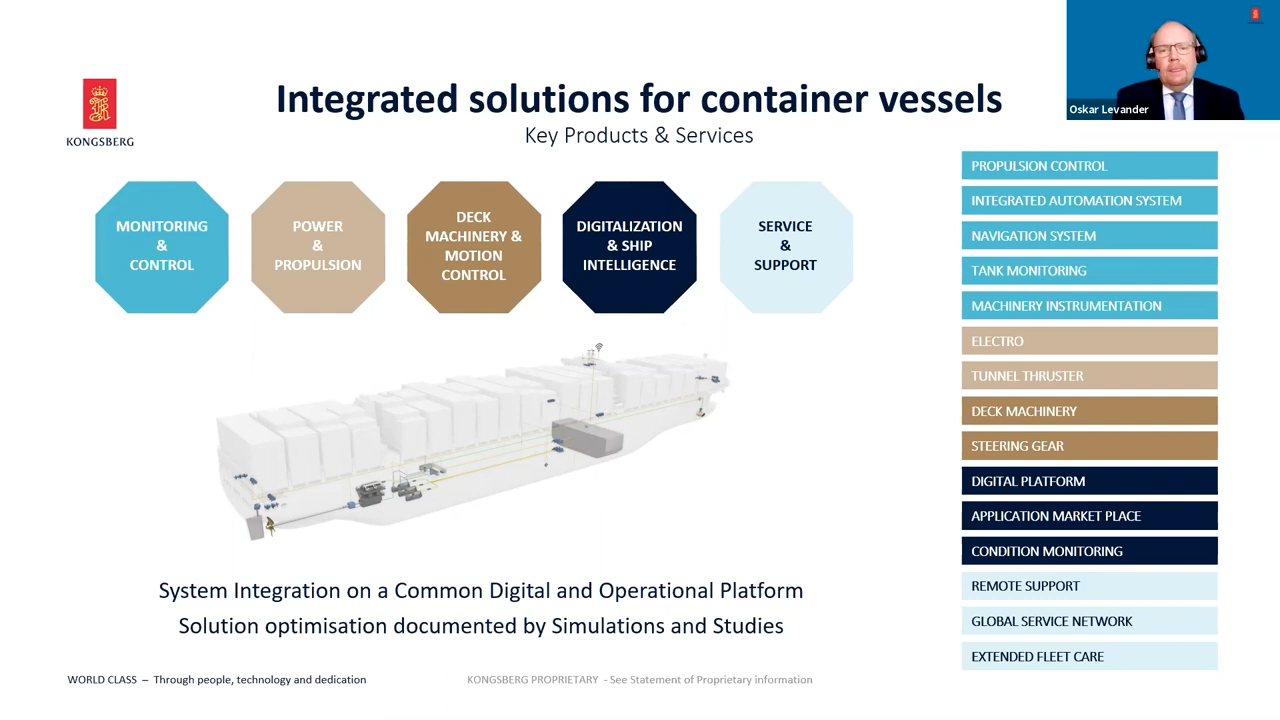 Integrated solutions for container vessels
Key Products & Services
KONGSBERG
Oskar Levander
MONITORING
&
CONTROL
POWER
&
PROPULSION
DECK
MACHINERY &
MOTION
CONTROL
DIGITALIZATION
& SHIP
INTELLIGENCE
SERVICE
&
SUPPORT
PROPULSION CONTROL
INTEGRATED AUTOMATION SYSTEM
NAVIGATION SYSTEM
TANK MONITORING
MACHINERY INSTRUMENTATION
ELECTRO
TUNNEL THRUSTER
DECK MACHINERY
STEERING GEAR
DIGITAL PLATFORM
APPLICATION MARKET PLACE
CONDITION MONITORING
REMOTE SUPPORT
GLOBAL SERVICE NETWORK
EXTENDED FLEET CARE
System Integration on a Common Digital and Operational Platform
Solution optimisation documented by Simulations and Studies
WORLD CLASS – Through people, technology and dedication
KONGSBERG PROPRIETARY - See Statement of Proprietary information